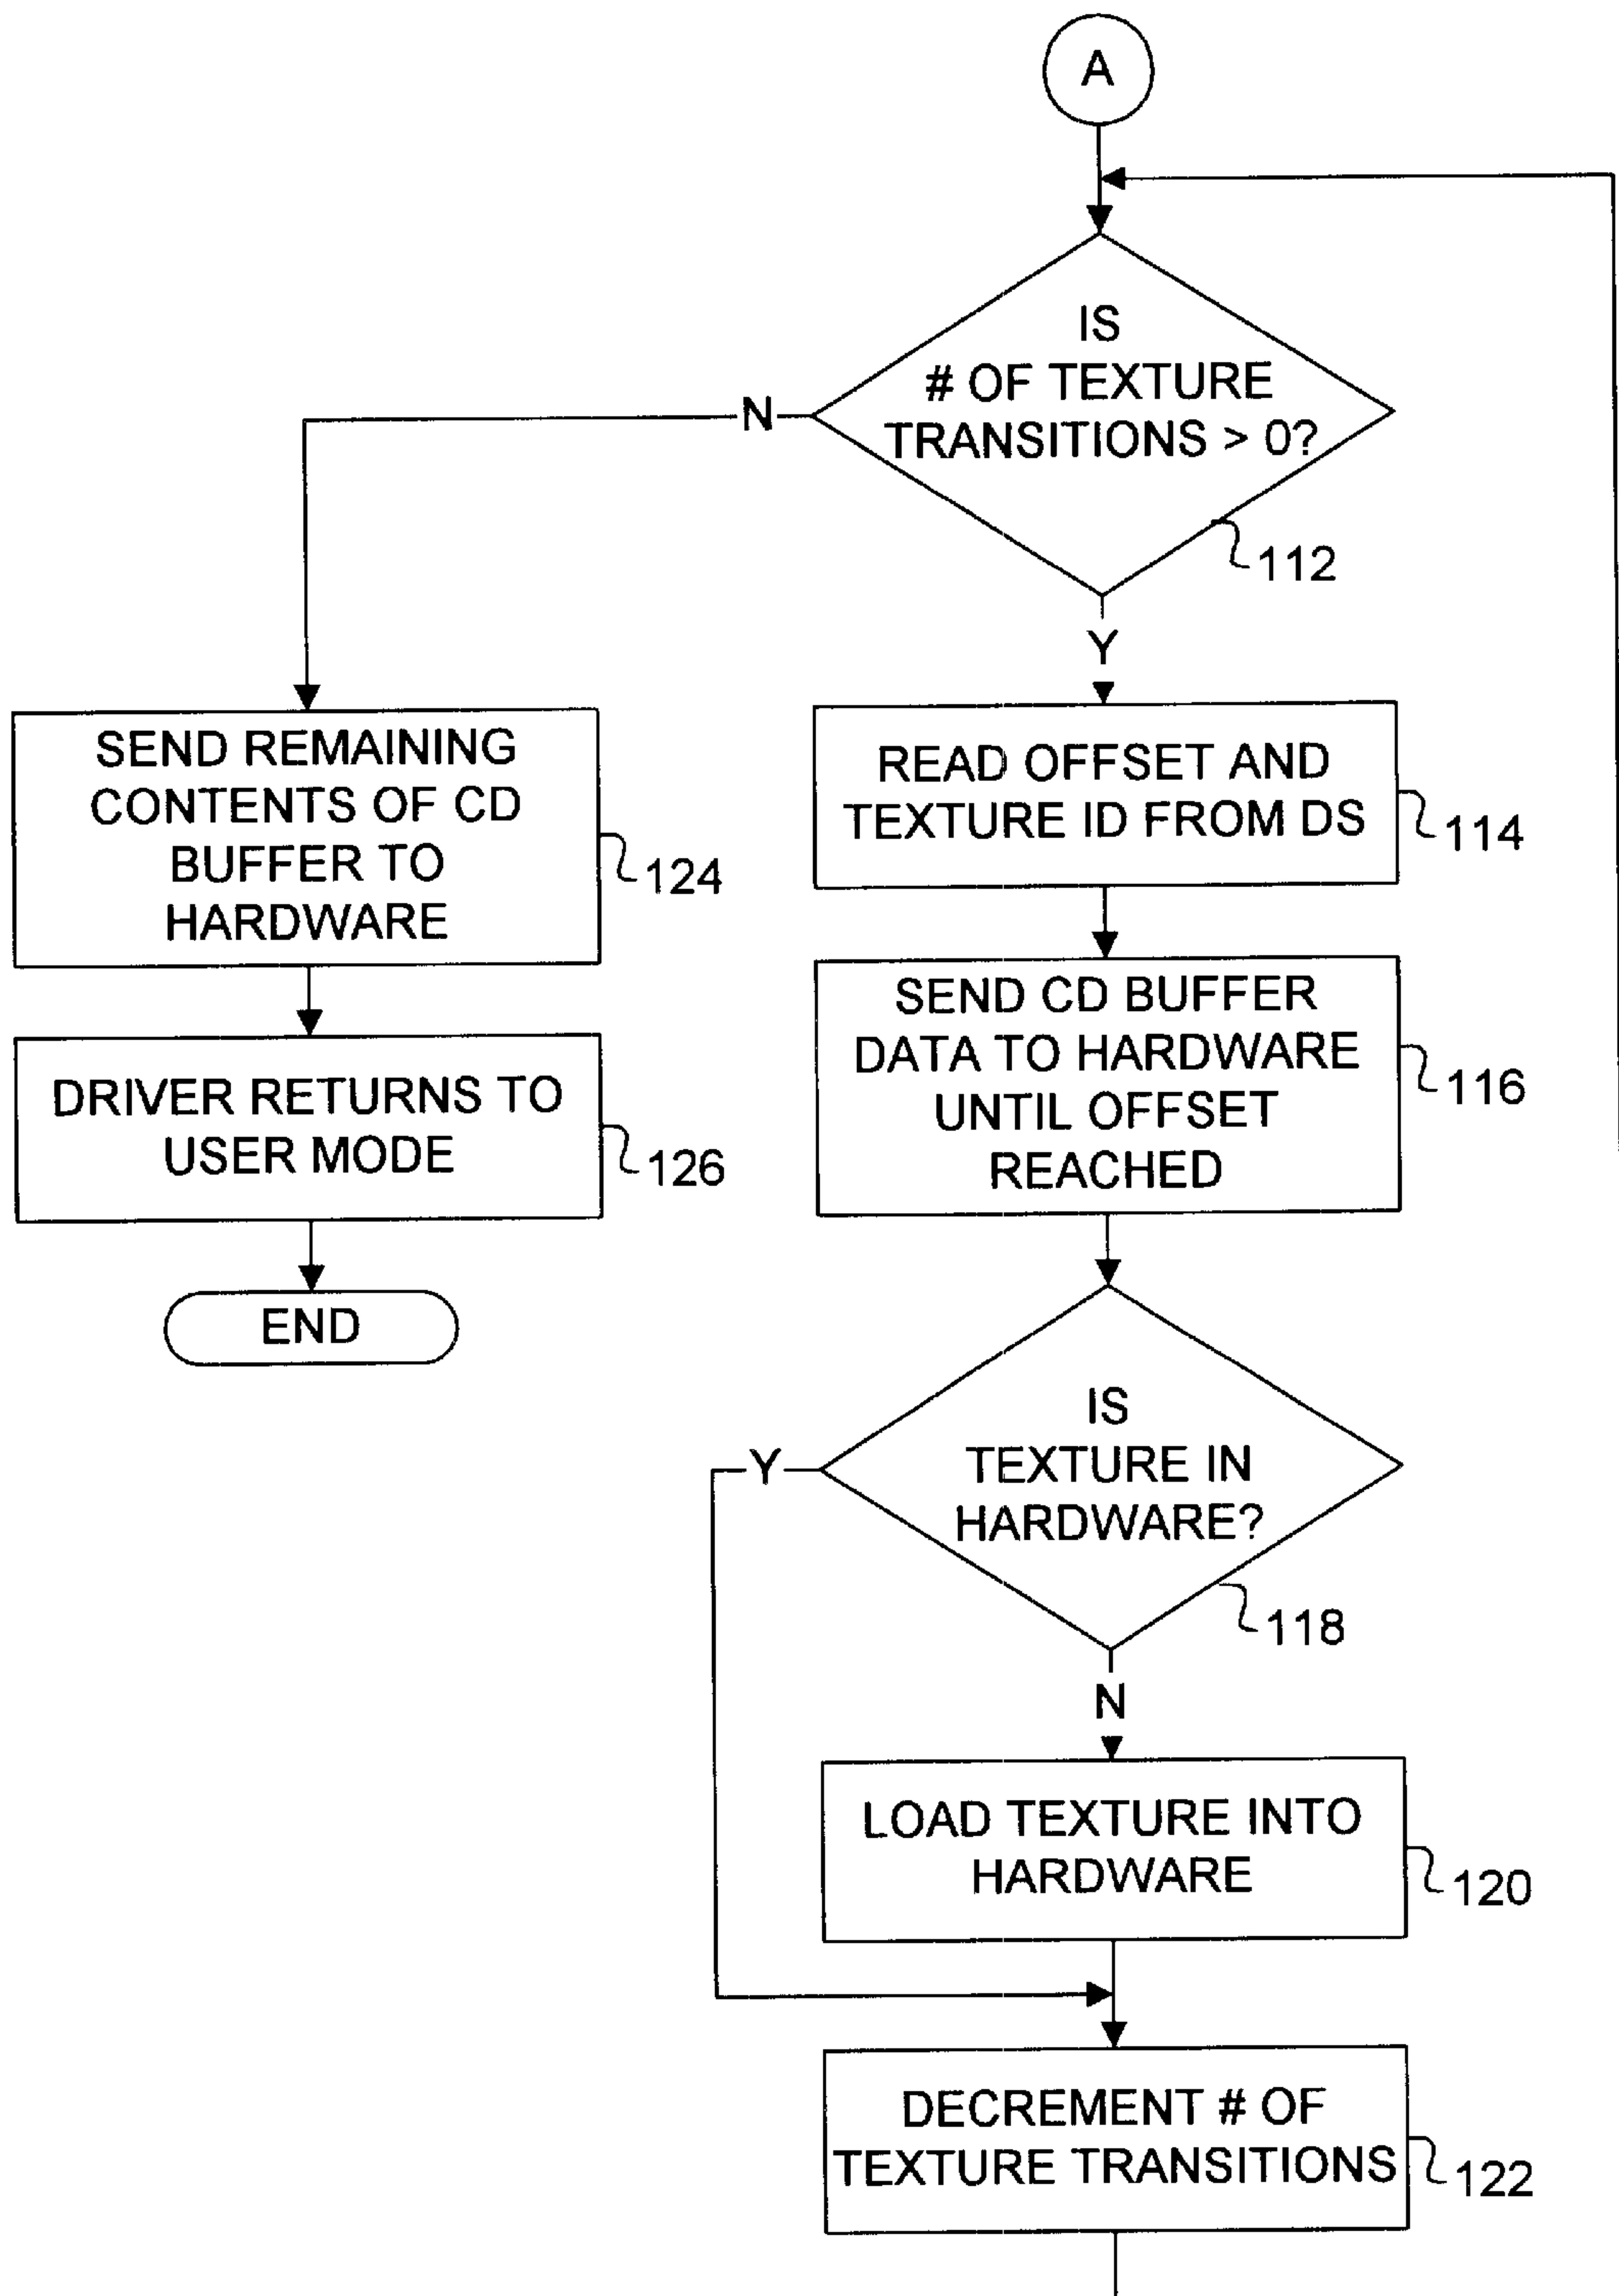 A
IS
# OF TEXTURE
TRANSITIONS > 0?
N
112
Y
SEND REMAINING
CONTENTS OF CD
BUFFER TO
HARDWARE
124
READ OFFSET AND
TEXTURE ID FROM DS
114
SEND CD BUFFER
DATA TO HARDWARE
UNTIL OFFSET
REACHED
116
DRIVER RETURNS TO
USER MODE
126
END
IS
TEXTURE IN
HARDWARE?
Y
118
N
LOAD TEXTURE INTO
HARDWARE
120
DECREMENT # OF
TEXTURE TRANSITIONS
122